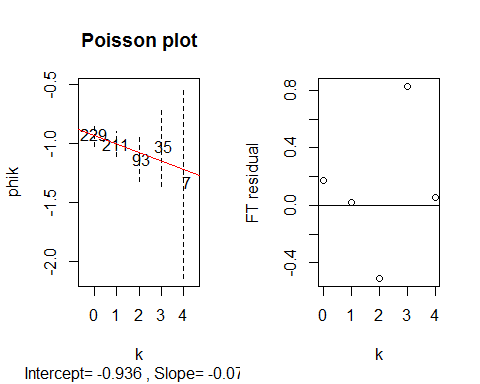 Poisson plot
phik
-0.5
-1.0
-1.5
-2.0
229
211
93
35
7
0 1 2 3 4
k
Intercept= -0.936 , Slope= -0.07
FT residual
0.8
0.4
0.0
-0.4
0 1 2 3 4
k